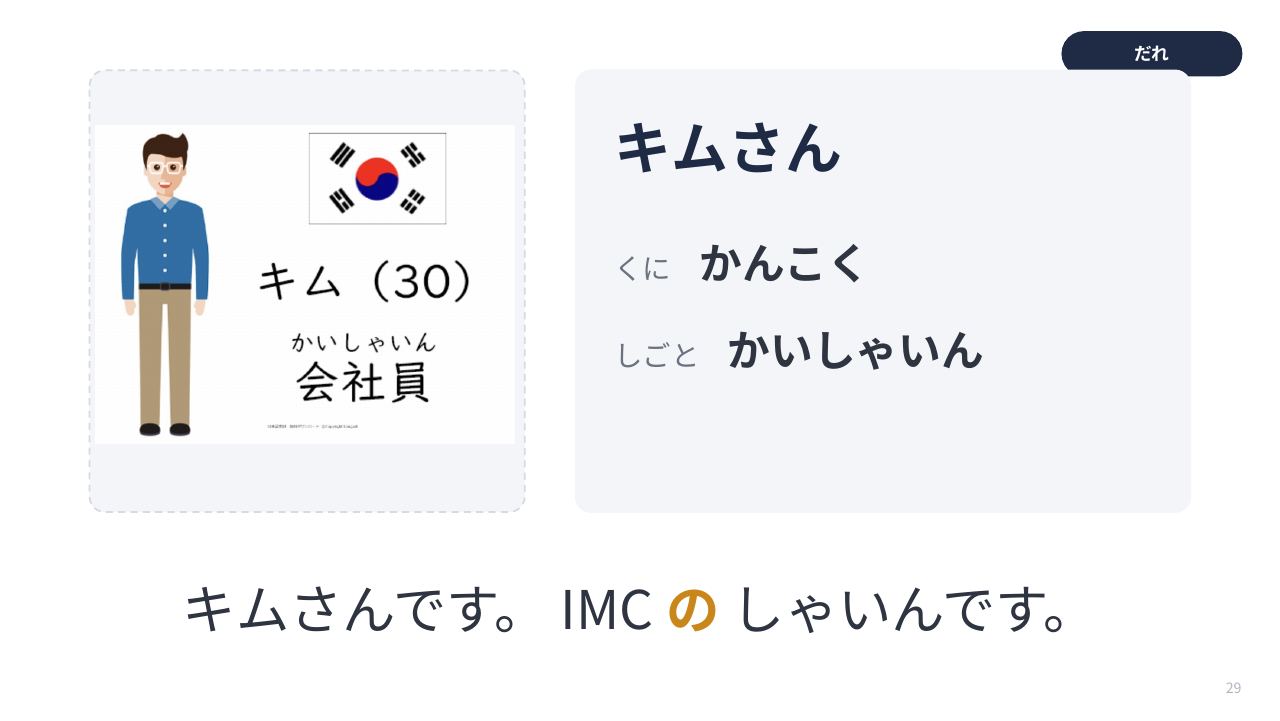 だれ
キム（30）
かいしゃいん
会社員
キムさん
くに かんこく
しごと かいしゃいん
キムさんです。 IMC の しゃいんです。
29